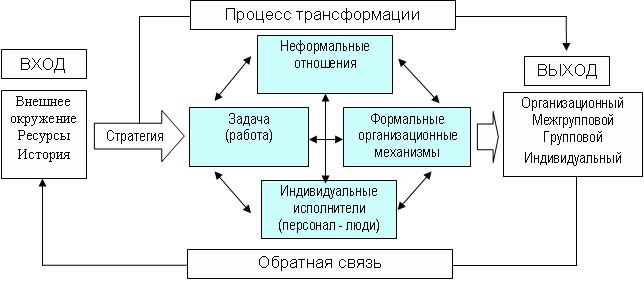 Процесс трансформации
ВХОД
Внешнее
окружение
Ресурсы
История
Стратегия
Неформальные
отношения
Задача
(работа)
Формальные
организационные
механизмы
Индивидуальные
исполнители
(персонал - люди)
ВЫХОД
Организационный
Межгрупповой
Групповой
Индивидуальный
Обратная связь